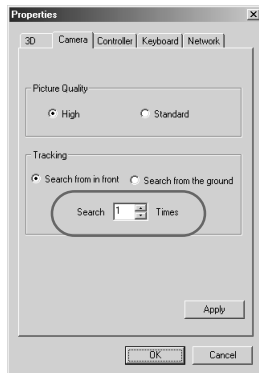 Properties
3D Camera Controller Keyboard Network
Picture Quality
High Standard
Tracking
Search from in front Search from the ground
Search 1 Times
Apply
OK Cancel